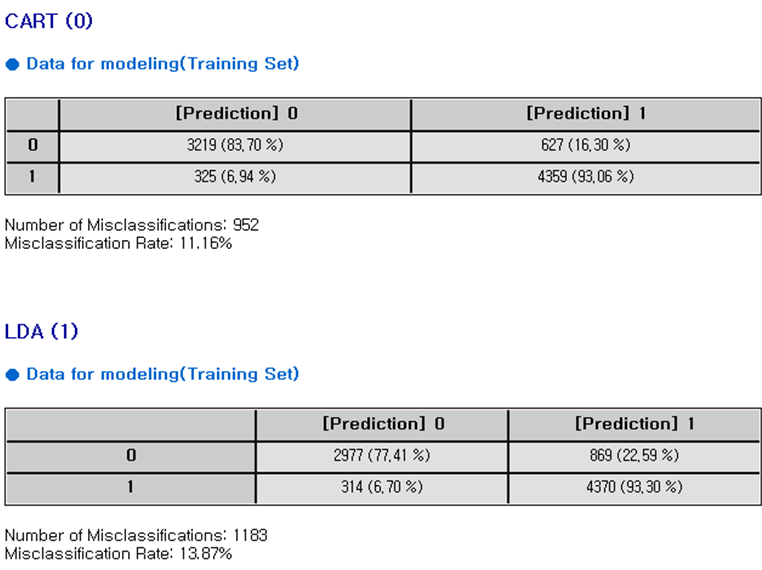 CART (0)
● Data for modeling(Training Set)
[Prediction] 0 [Prediction] 1
0 3219 (83,70 %) 627 (16,30 %)
1 325 (6,94 %) 4359 (93,06 %)
Number of Misclassifications: 952
Misclassification Rate: 11.16%
LDA (1)
● Data for modeling(Training Set)
[Prediction] 0 [Prediction] 1
0 2977 (77,41 %) 869 (22,59 %)
1 314 (6,70 %) 4370 (93,30 %)
Number of Misclassifications: 1183
Misclassification Rate: 13.87%